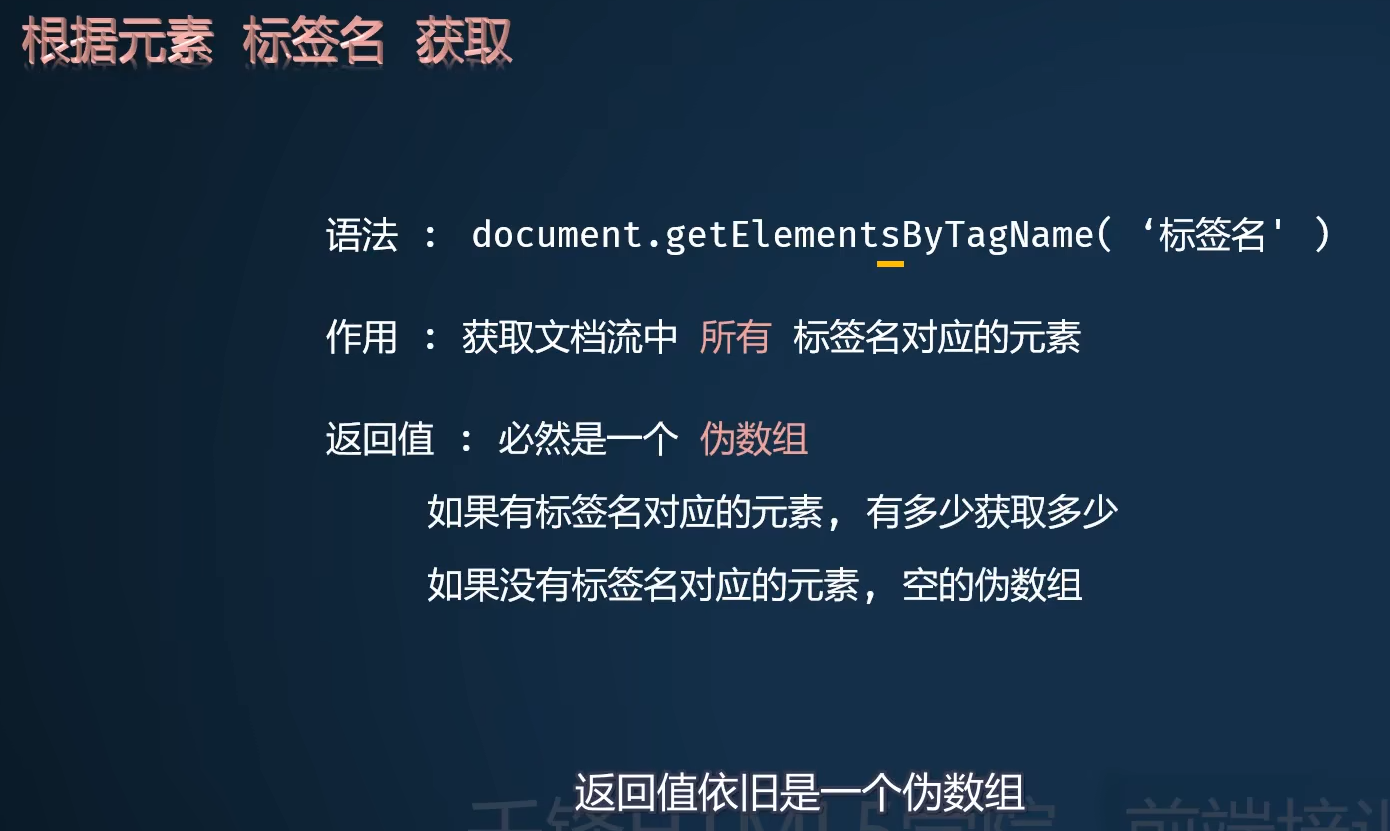 根据元素 标签名 获取
语法 : document.getElementsByTagName( ‘标签名' )
作用 : 获取文档流中 所有 标签名对应的元素
返回值 : 必然是一个 伪数组
如果有标签名对应的元素, 有多少获取多少
如果没有标签名对应的元素, 空的伪数组
返回值依旧是一个伪数组